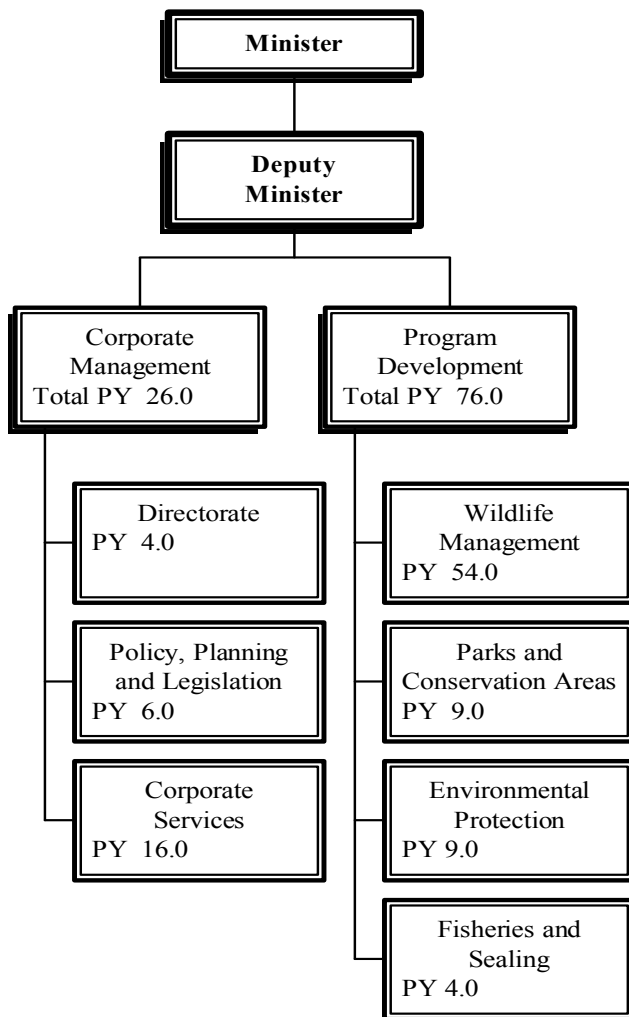 Minister
Deputy
Minister
Corporate
Management
Total PY 26.0
Program
Development
Total PY 76.0
Directorate
PY 4.0
Policy, Planning
and Legislation
PY 6.0
Corporate
Services
PY 16.0
Wildlife
Management
PY 54.0
Parks and
Conservation Areas
PY 9.0
Environmental
Protection
PY 9.0
Fisheries and
Sealing
PY 4.0